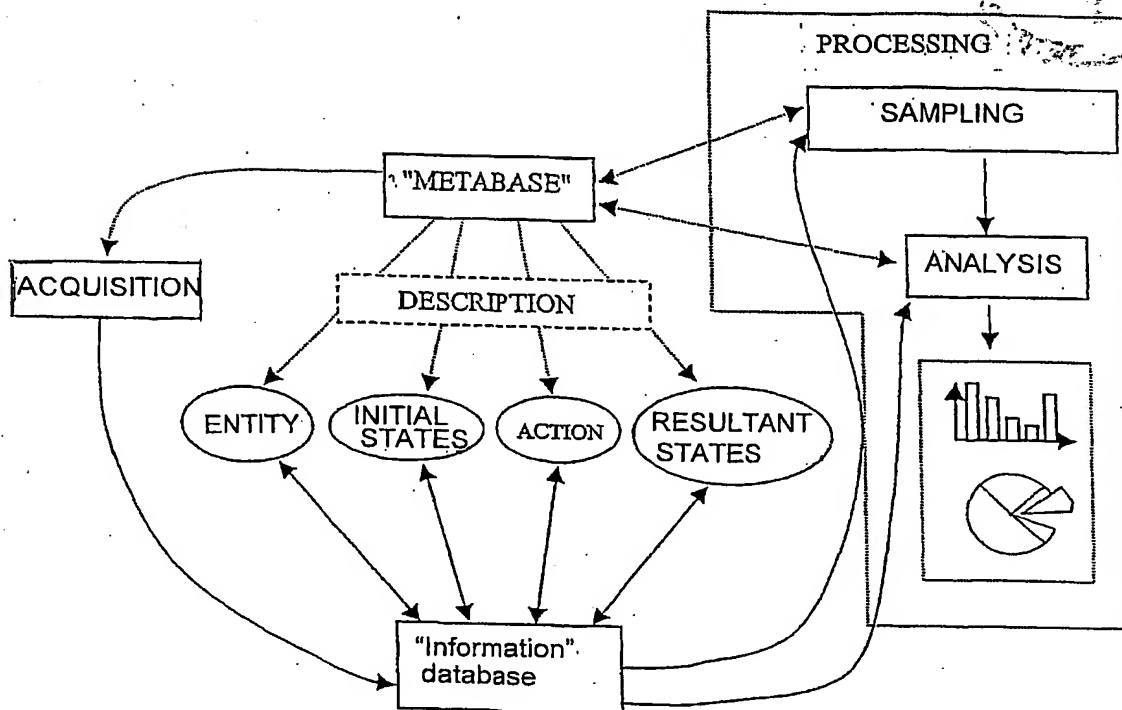 PROCESSING
SAMPLING
"METABASE"
ANALYSIS
ACQUISITION
DESCRIPTION
ENTITY
INITIAL
STATES
ACTION
RESULTANT
STATES
"Information"
database